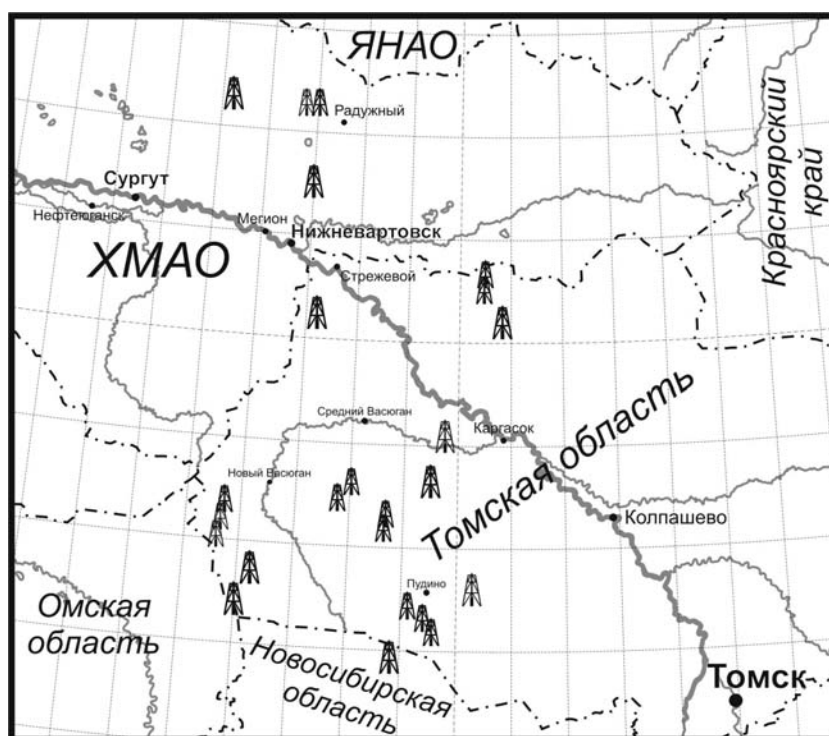 ЯНАО
Радужный
Красноярский
край
Сургут
Нефтеюганск
Мегион
Нижневартовск
ХМАО
Стрежевой
Средний Васюган
Каргасок
Томская область
Новый Васюган
Колпашево
Пудино
Омская
область
Новосибирская
область
Томск